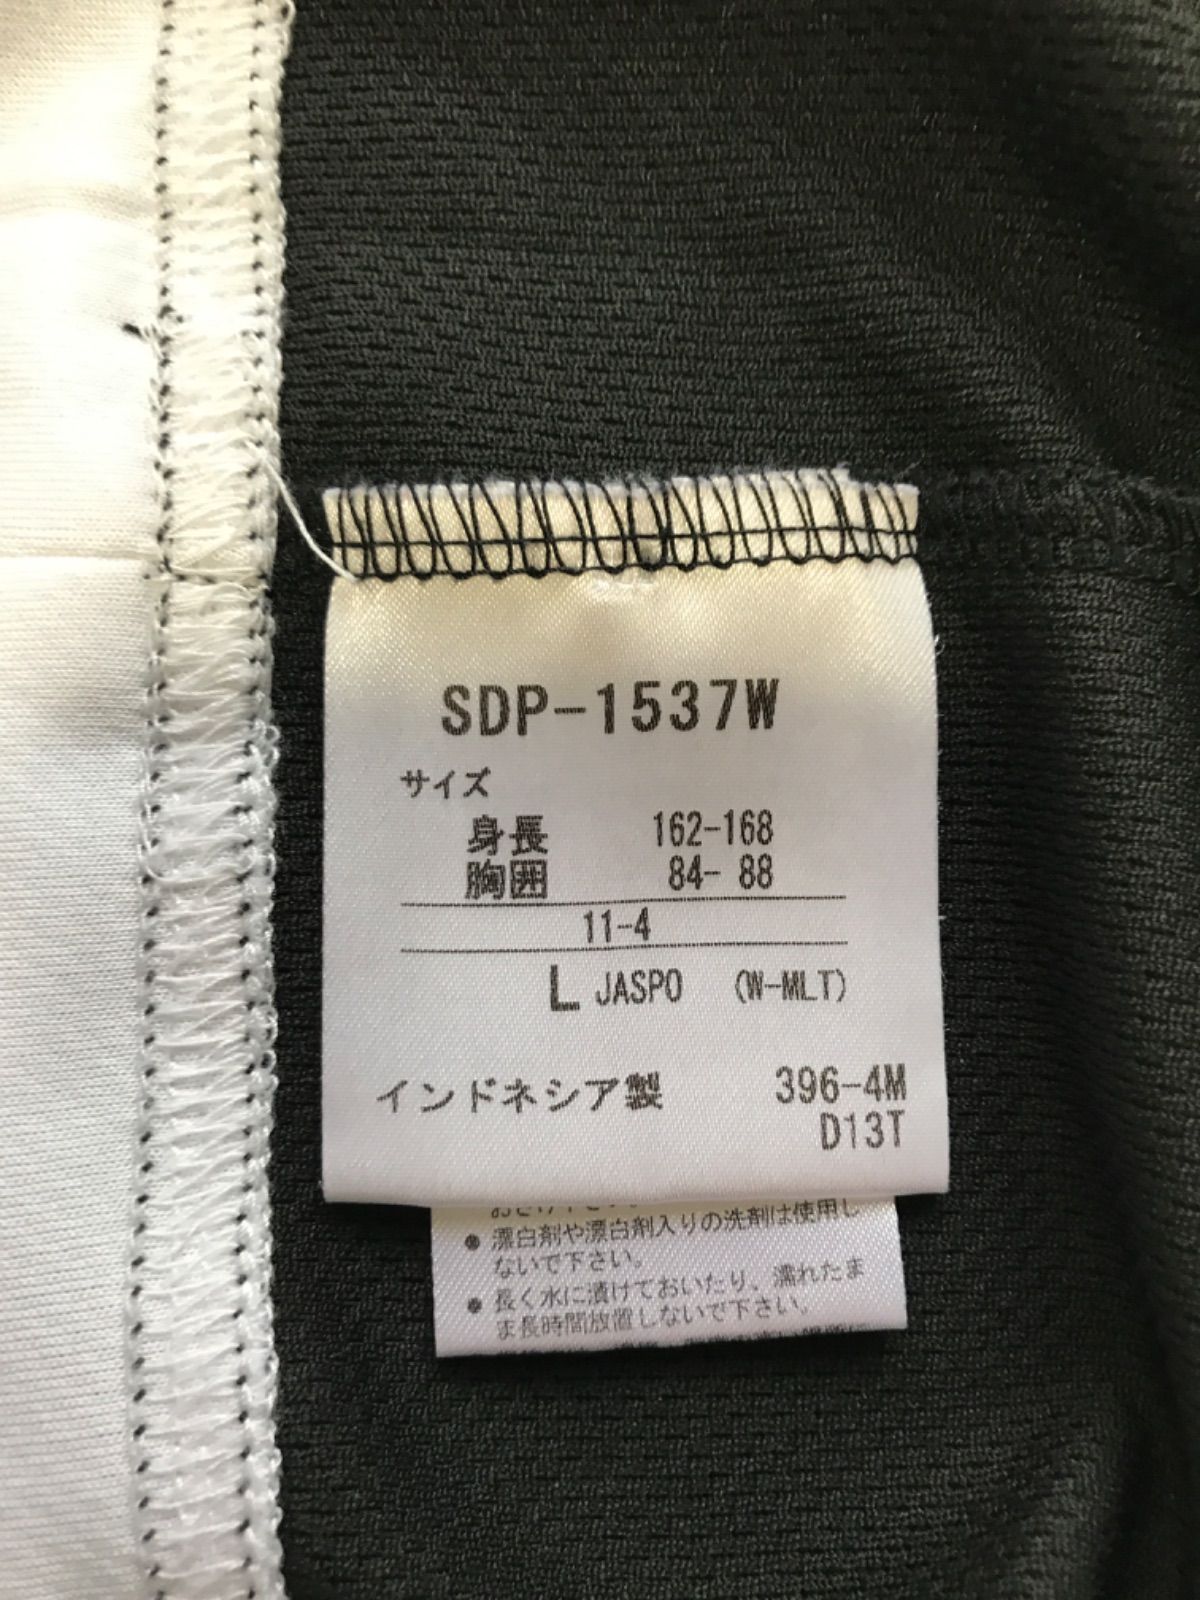 SDP-1537W
サイズ
身長 162-168
胸囲 84- 88
11-4
L JASPO (W-MLT)
インドネシア製 396-4M
D13T
● 漂白剤や漂白剤入りの洗剤は使用し
ないで下さい。
● 長く水に漬けておいたり、濡れたま
ま長時間放置しないで下さい。